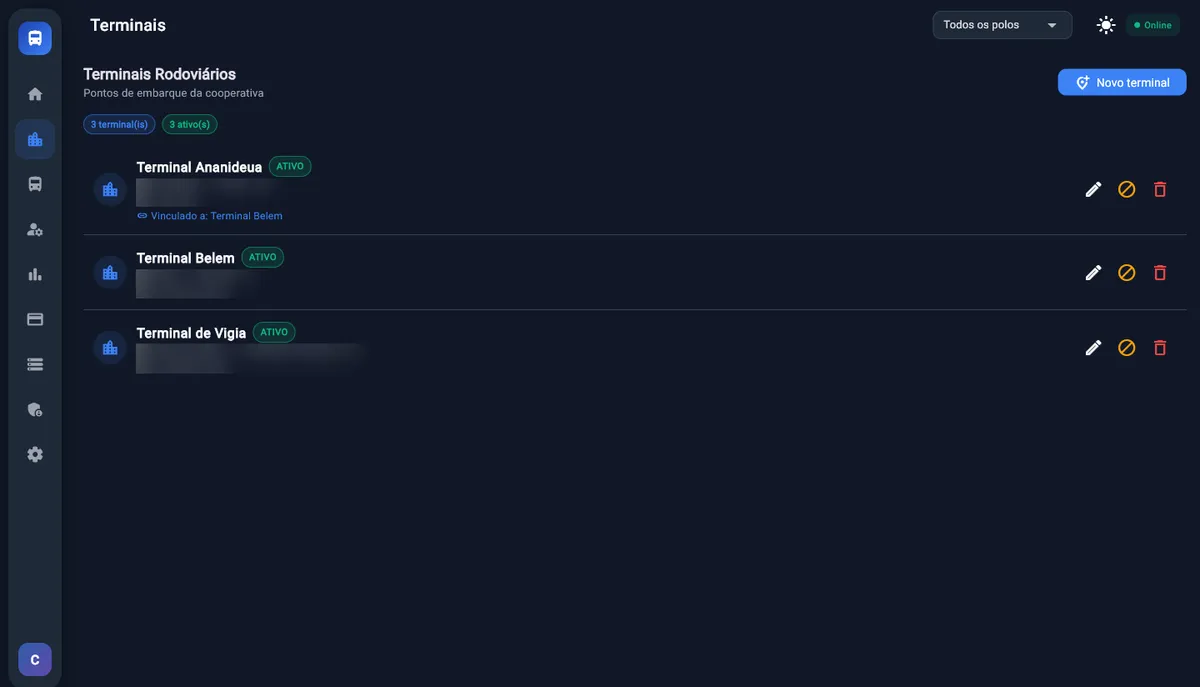 Terminais
Todos os polos
Online
Terminais Rodoviários
Pontos de embarque da cooperativa
Novo terminal
3 terminal(is)
3 ativo(s)
Terminal Ananideua
ATIVO
Vinculado a: Terminal Belem
Terminal Belem
ATIVO
Terminal de Vigia
ATIVO
C